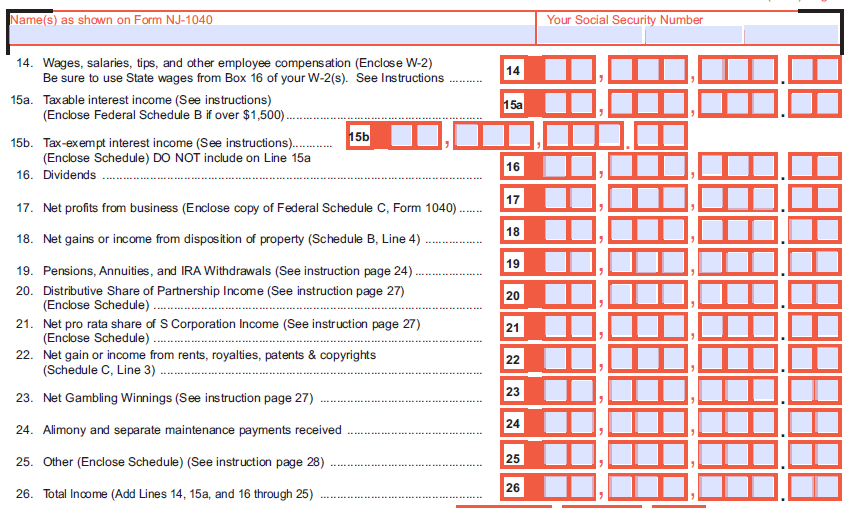 Name(s) as shown on Form NJ-1040 Your Social Security Number
14. Wages, salaries, tips, and other employee compensation (Enclose W-2)
Be sure to use State wages from Box 16 of your W-2(s). See Instructions .......... 14 , , .
15a. Taxable interest income (See instructions)
(Enclose Federal Schedule B if over $1,500)........................................................... 15a , , .
15b. Tax-exempt interest income (See instructions)............ 15b , , .
(Enclose Schedule) DO NOT include on Line 15a
16. Dividends .................................................................................................................. 16 , , .
17. Net profits from business (Enclose copy of Federal Schedule C, Form 1040) ....... 17 , , .
18. Net gains or income from disposition of property (Schedule B, Line 4) ................. 18 , , .
19. Pensions, Annuities, and IRA Withdrawals (See instruction page 24) .................... 19 , , .
20. Distributive Share of Partnership Income (See instruction page 27)
(Enclose Schedule) .................................................................................................. 20 , , .
21. Net pro rata share of S Corporation Income (See instruction page 27)
(Enclose Schedule) .................................................................................................. 21 , , .
22. Net gain or income from rents, royalties, patents & copyrights
(Schedule C, Line 3) ................................................................................................ 22 , , .
23. Net Gambling Winnings (See instruction page 27) ................................................. 23 , , .
24. Alimony and separate maintenance payments received ........................................ 24 , , .
25. Other (Enclose Schedule) (See instruction page 28) .............................................. 25 , , .
26. Total Income (Add Lines 14, 15a, and 16 through 25) ................................................ 26 , , .